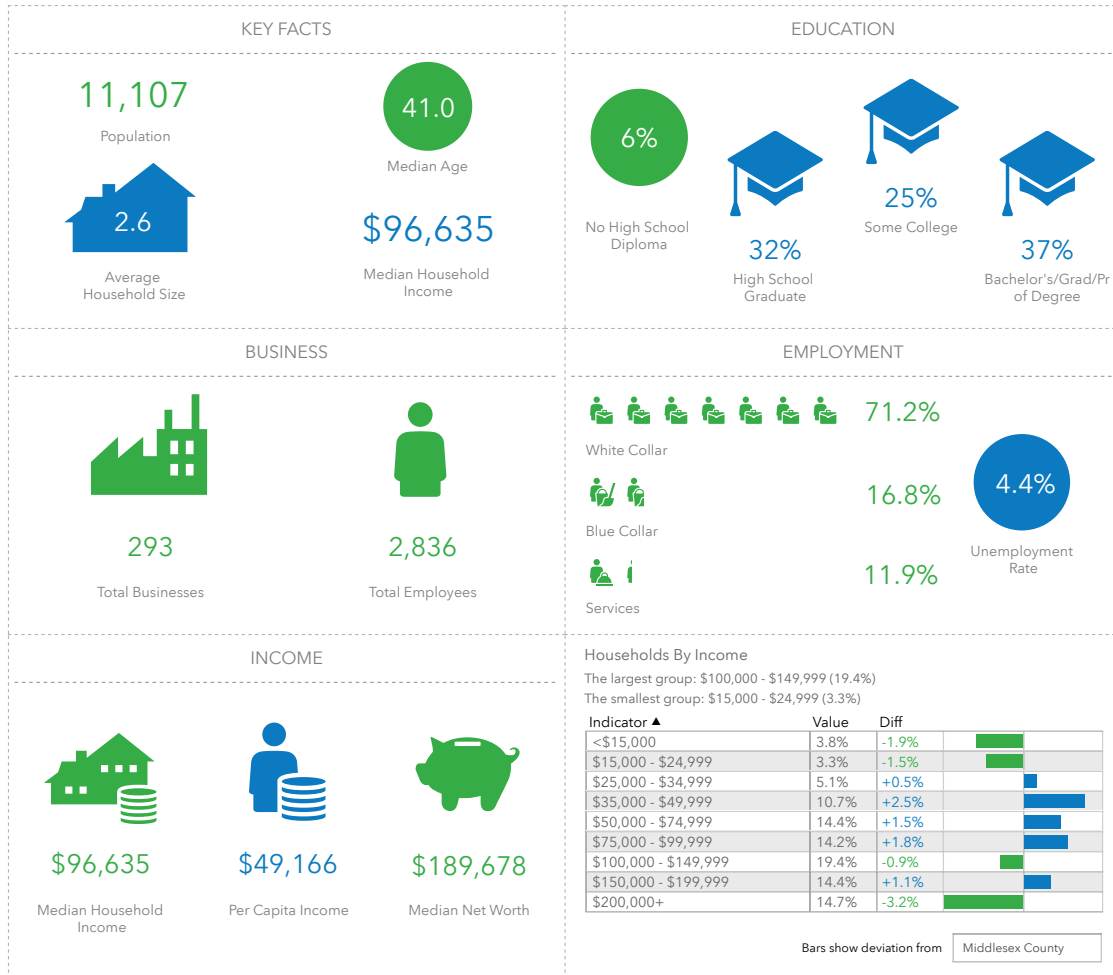 KEY FACTS
11,107
Population
41.0
Median Age
2.6
Average
Household Size
$96,635
Median Household
Income
EDUCATION
6%
No High School
Diploma
32%
High School
Graduate
25%
Some College
37%
Bachelor's/Grad/Pr
of Degree
BUSINESS
293
Total Businesses
2,836
Total Employees
EMPLOYMENT
71.2%
White Collar
16.8%
Blue Collar
11.9%
Services
4.4%
Unemployment
Rate
INCOME
$96,635
Median Household
Income
$49,166
Per Capita Income
$189,678
Median Net Worth
Households By Income
The largest group: $100,000 - $149,999 (19.4%)
The smallest group: $15,000 - $24,999 (3.3%)
Indicator ▲ Value Diff
<$15,000 3.8% -1.9%
$15,000 - $24,999 3.3% -1.5%
$25,000 - $34,999 5.1% +0.5%
$35,000 - $49,999 10.7% +2.5%
$50,000 - $74,999 14.4% +1.5%
$75,000 - $99,999 14.2% +1.8%
$100,000 - $149,999 19.4% -0.9%
$150,000 - $199,999 14.4% +1.1%
$200,000+ 14.7% -3.2%
Bars show deviation from Middlesex County